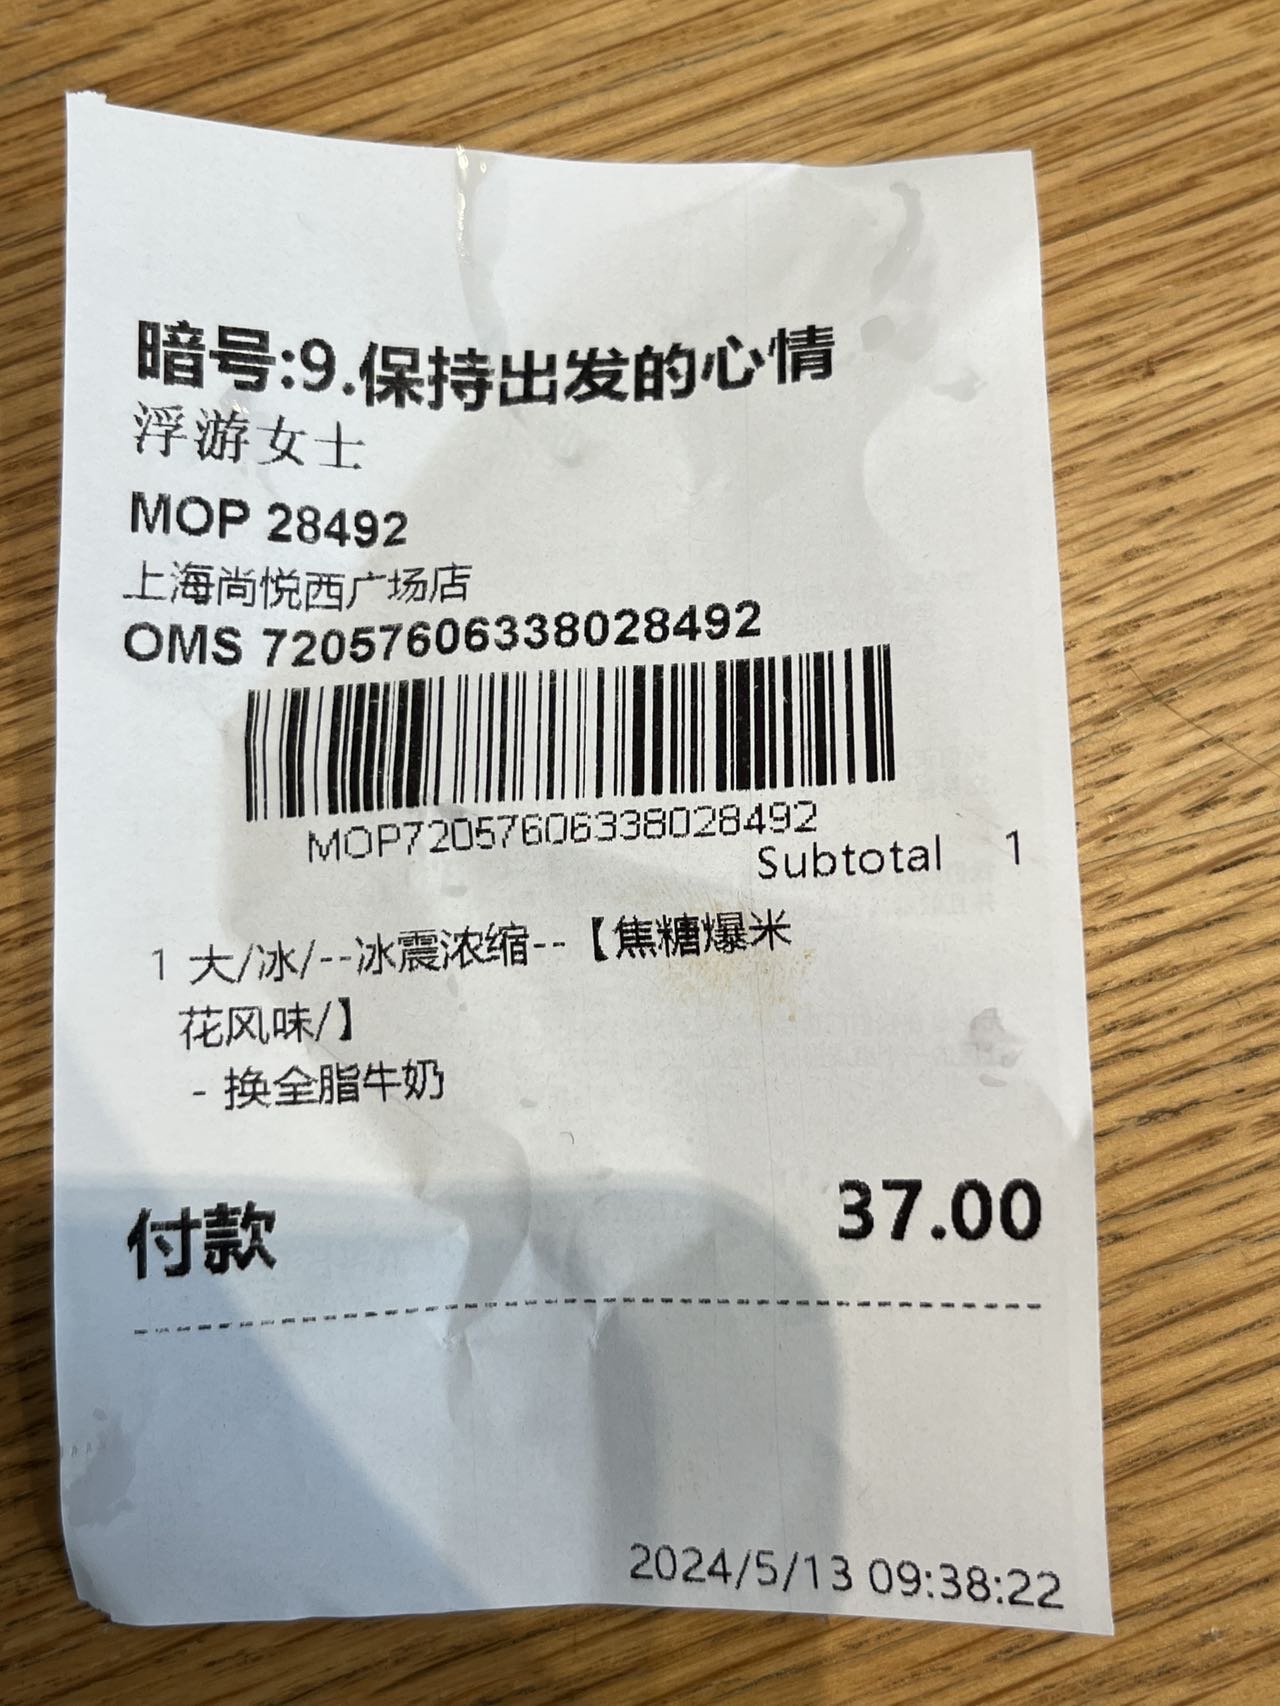 暗号:9.保持出发的心情
浮游女士
MOP 28492
上海尚悦西广场店
OMS 72057606338028492
MOP72057606338028492
Subtotal 1
1 大/冰/--冰震浓缩--【焦糖爆米
花风味/】
- 换全脂牛奶
付款 37.00
2024/5/13 09:38:22